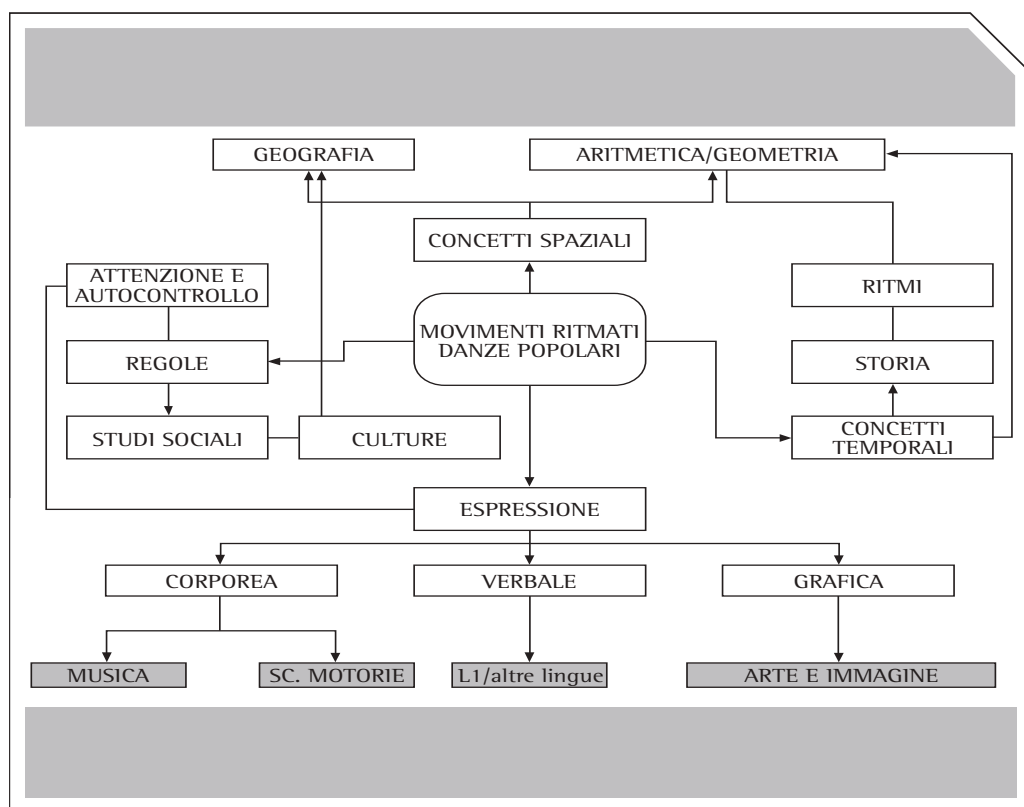 GEOGRAFIA
ARITMETICA/GEOMETRIA
CONCETTI SPAZIALI
ATTENZIONE E
AUTOCONTROLLO
RITMI
MOVIMENTI RITMATI
DANZE POPOLARI
REGOLE
STORIA
STUDI SOCIALI
CULTURE
CONCETTI
TEMPORALI
ESPRESSIONE
CORPOREA
VERBALE
GRAFICA
MUSICA
SC. MOTORIE
L1/altre lingue
ARTE E IMMAGINE